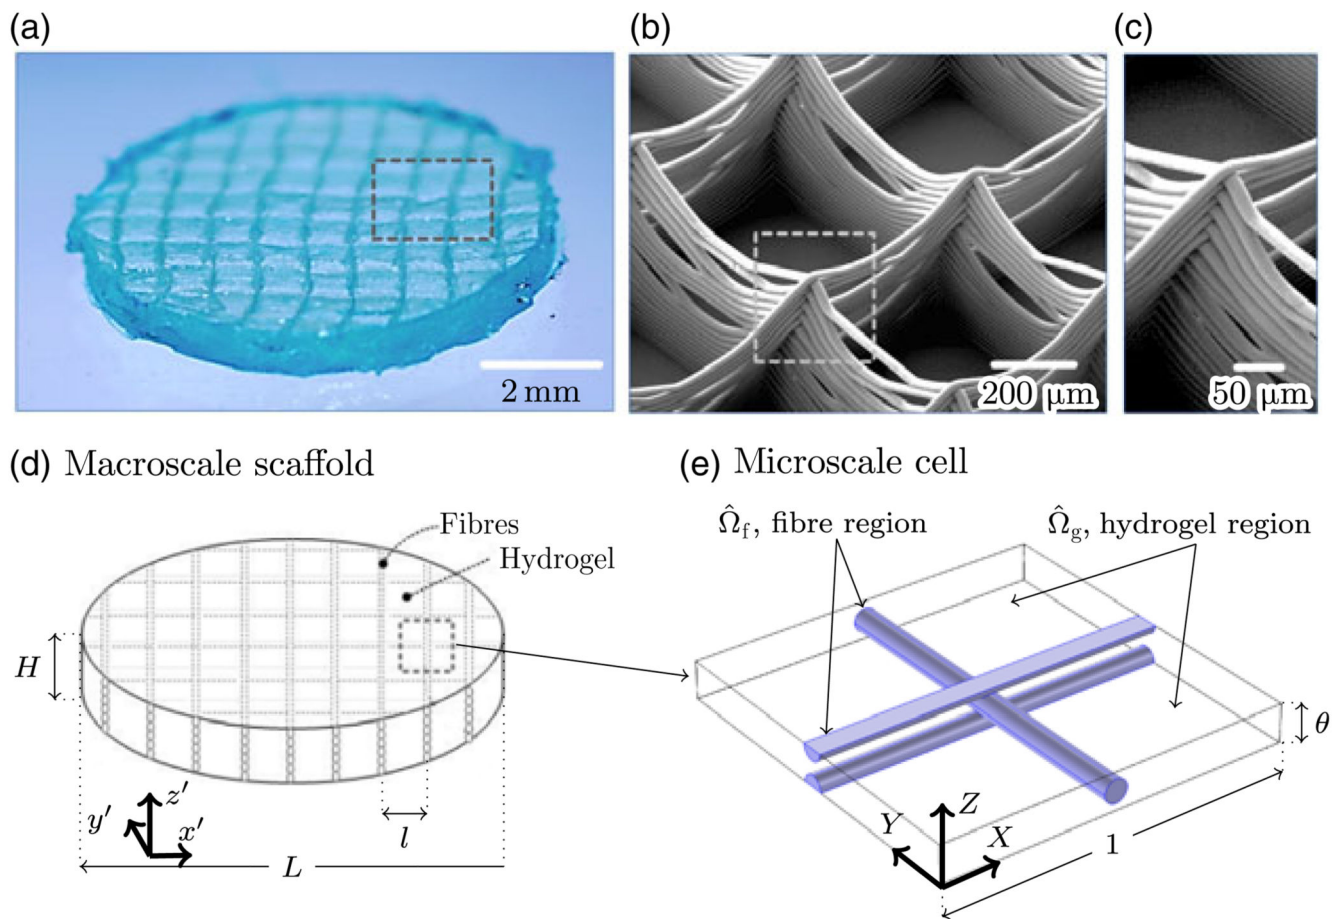 (a)
(b)
(c)
2 mm
200 μm
50 μm
(d) Macroscale scaffold
(e) Microscale cell
Fibres
Hydrogel
H
z′
y′
x′
l
L
Ω̂f, fibre region
Ω̂g, hydrogel region
θ
Z
Y
X
1